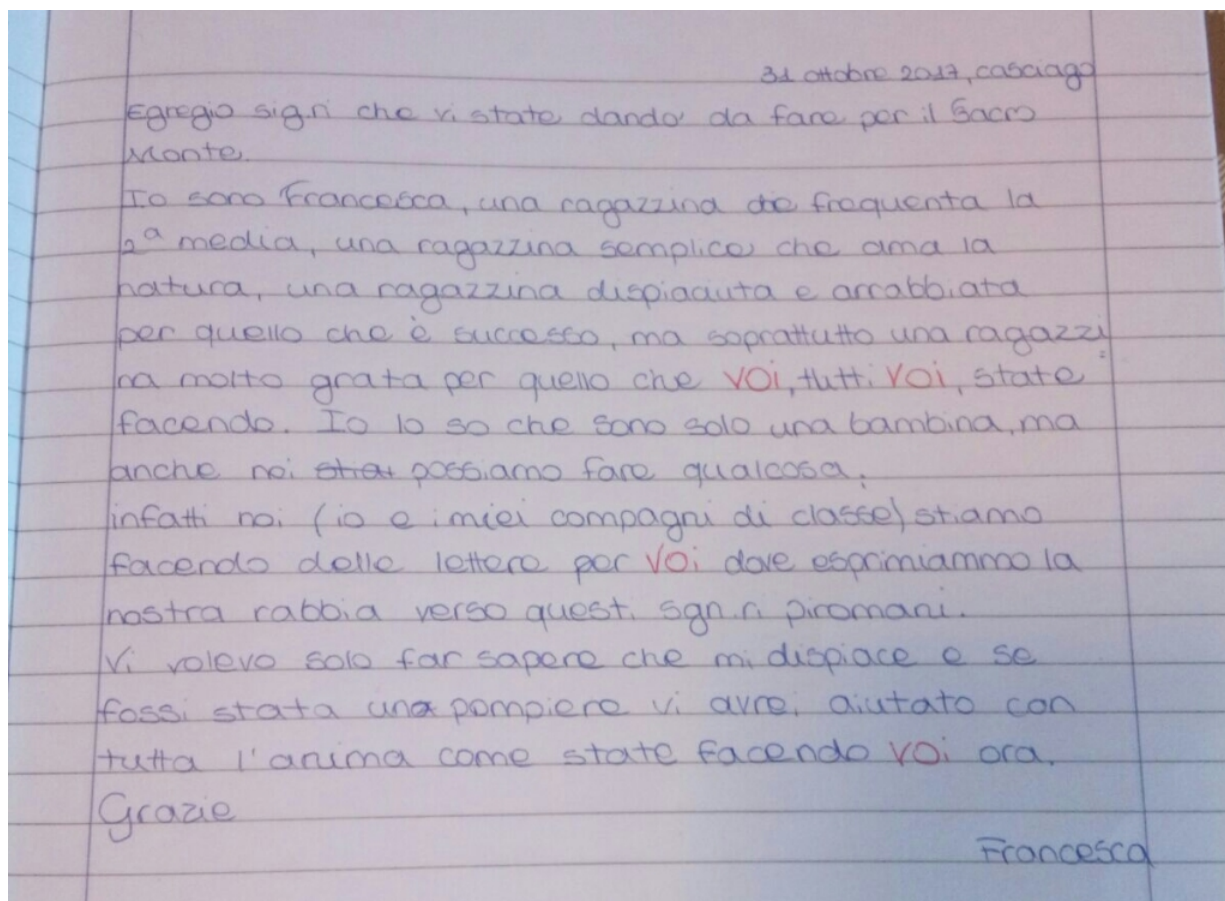 31 ottobre 2017, casciago
Egregio sig.ri che vi state dando da fare per il Sacro
Monte.
Io sono Francesca, una ragazzina che frequenta la
2ª media, una ragazzina semplice che ama la
natura, una ragazzina dispiaciuta e arrabbiata
per quello che è successo, ma soprattutto una ragazzi
na molto grata per quello che voi, tutti voi, state
facendo. Io lo so che sono solo una bambina, ma
anche noi possiamo fare qualcosa;
infatti noi (io e i miei compagni di classe) stiamo
facendo delle lettere per voi dove esprimiammo la
nostra rabbia verso questi sgn.ri piromani.
Vi volevo solo far sapere che mi dispiace e se
fossi stata una pompiere vi avrei aiutato con
tutta l'anima come state facendo voi ora.
Grazie
Francesca